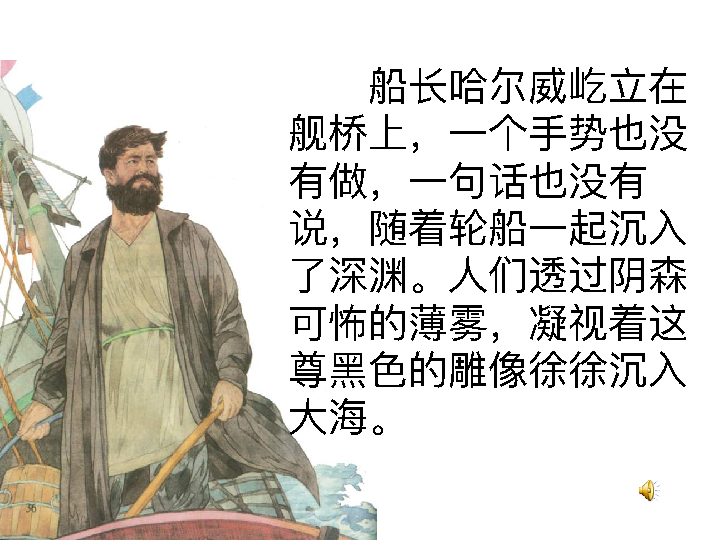 船长哈尔威屹立在
舰桥上，一个手势也没
有做，一句话也没有
说，随着轮船一起沉入
了深渊。人们透过阴森
可怖的薄雾，凝视着这
尊黑色的雕像徐徐沉入
大海。
36